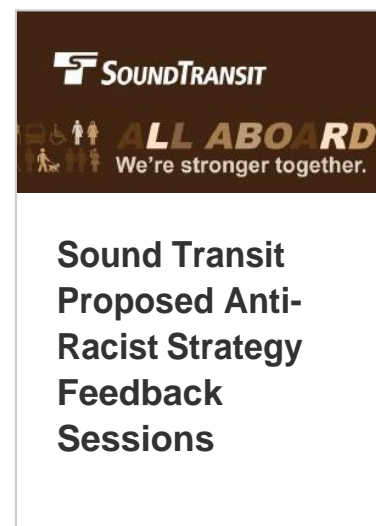 SOUNDTRANSIT
ALL ABOARD
We're stronger together.
Sound Transit
Proposed Anti-
Racist Strategy
Feedback
Sessions